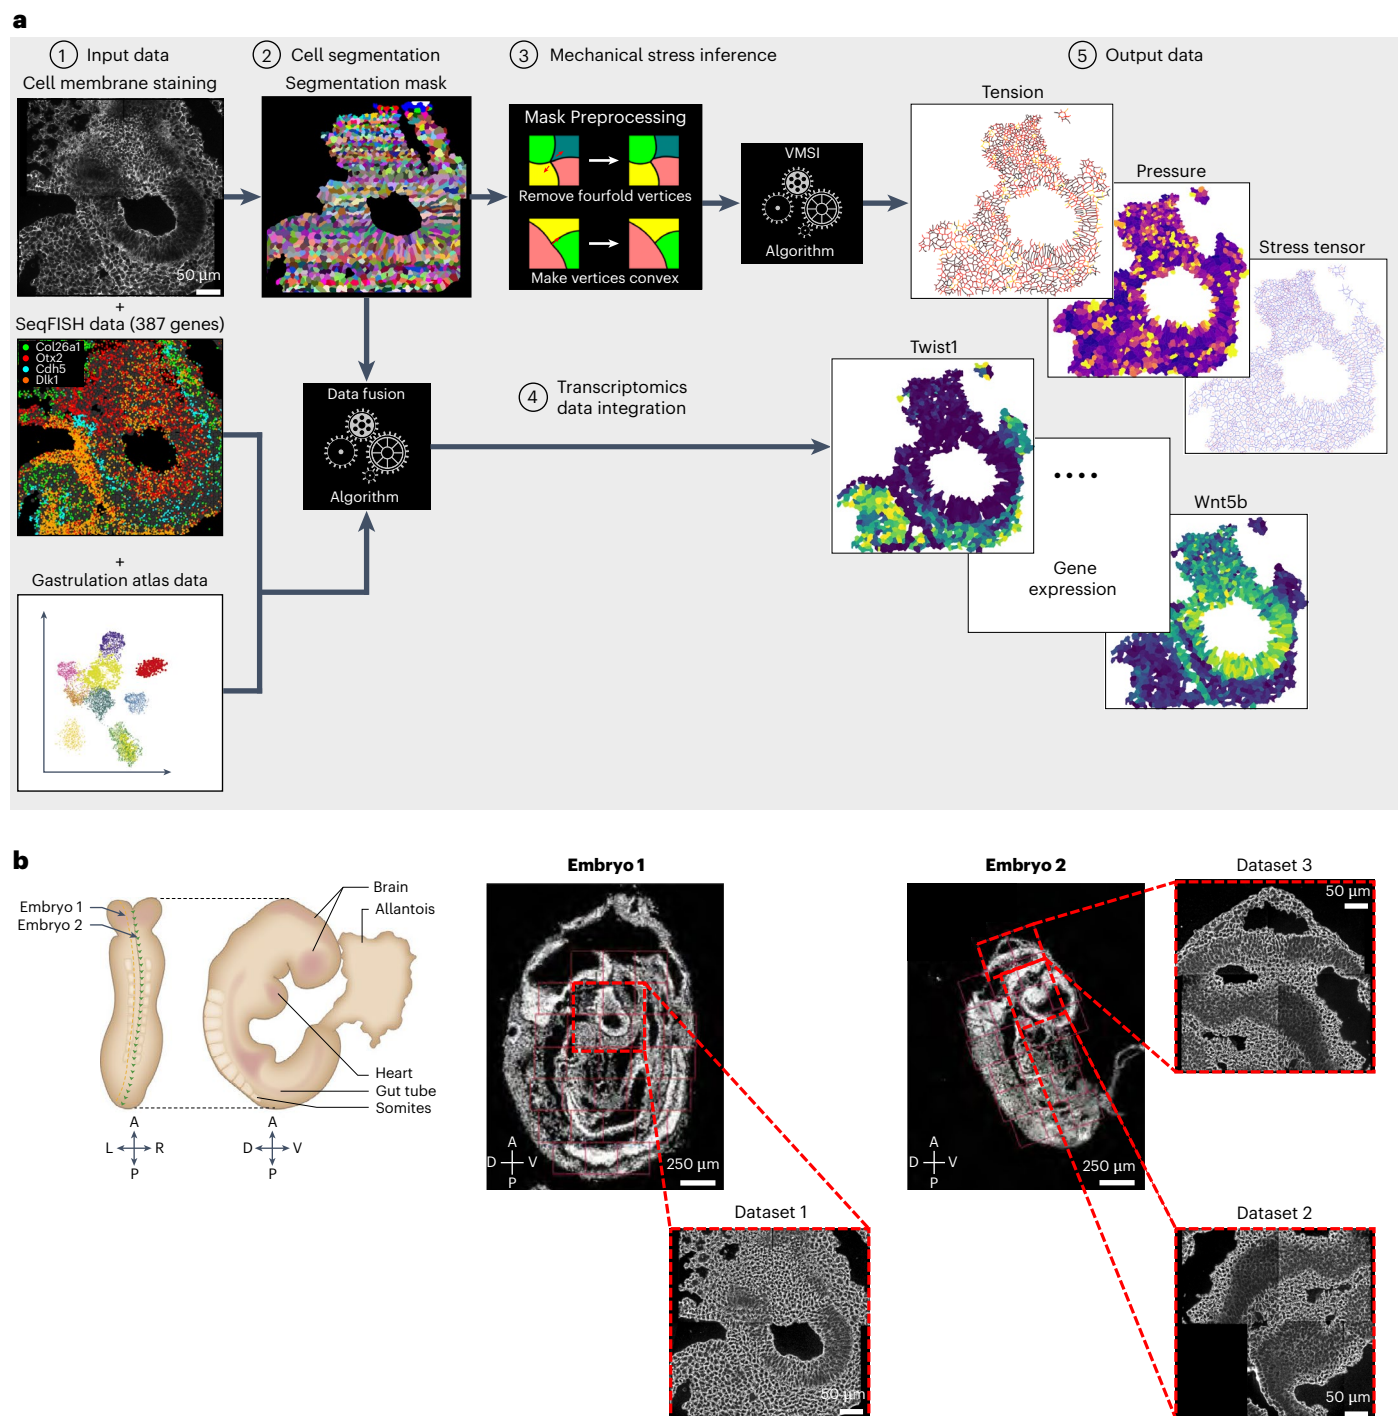 a
1 Input data
2 Cell segmentation
3 Mechanical stress inference
5 Output data
Cell membrane staining
Segmentation mask
Tension
Mask Preprocessing
Remove fourfold vertices
Make vertices convex
VMSI
Algorithm
Pressure
Stress tensor
50 µm
+
SeqFISH data (387 genes)
Col26a1
Otx2
Cdh5
Dlk1
Data fusion
Algorithm
4 Transcriptomics
data integration
Twist1
....
Gene
expression
Wnt5b
+
Gastrulation atlas data
b
Embryo 1
Embryo 2
Brain
Allantois
Heart
Gut tube
Somites
A
L R
P
A
D V
P
Embryo 1
A
D V
P
250 µm
Dataset 1
50 µm
Embryo 2
A
D V
P
250 µm
Dataset 3
50 µm
Dataset 2
50 µm